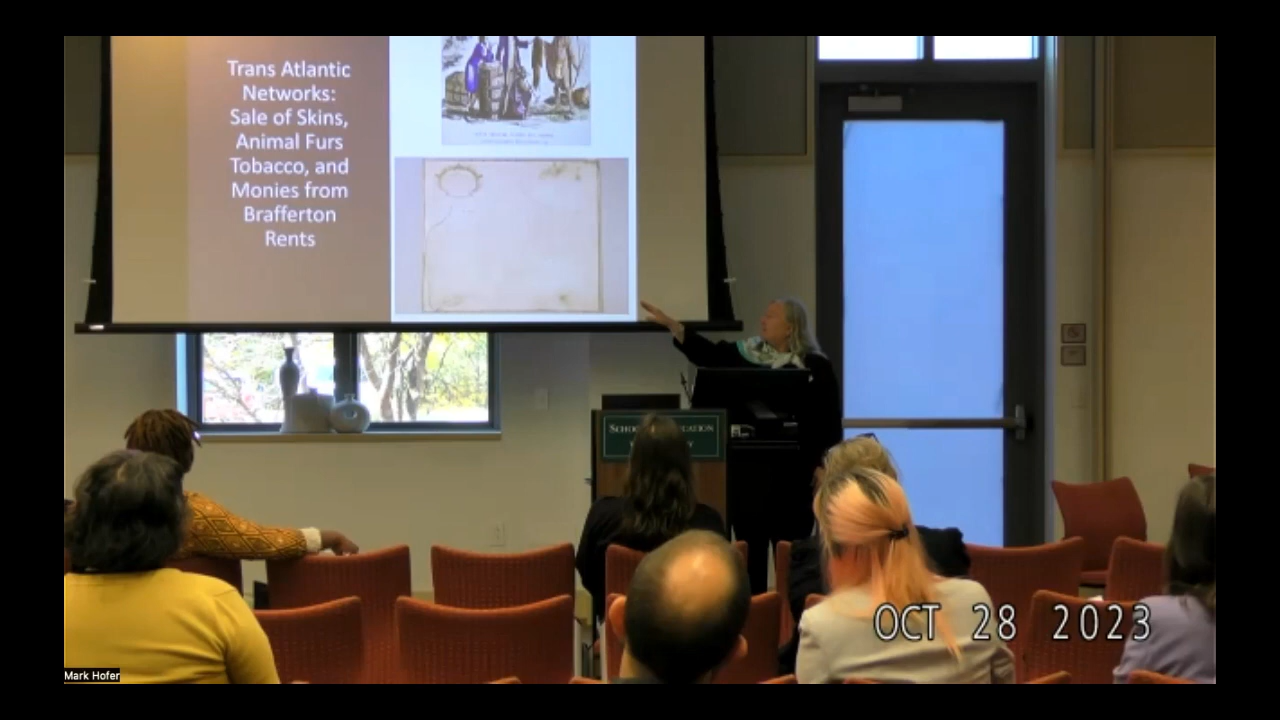 Trans Atlantic
Networks:
Sale of Skins,
Animal Furs
Tobacco, and
Monies from
Brafferton
Rents
OCT 28 2023
Mark Hofer